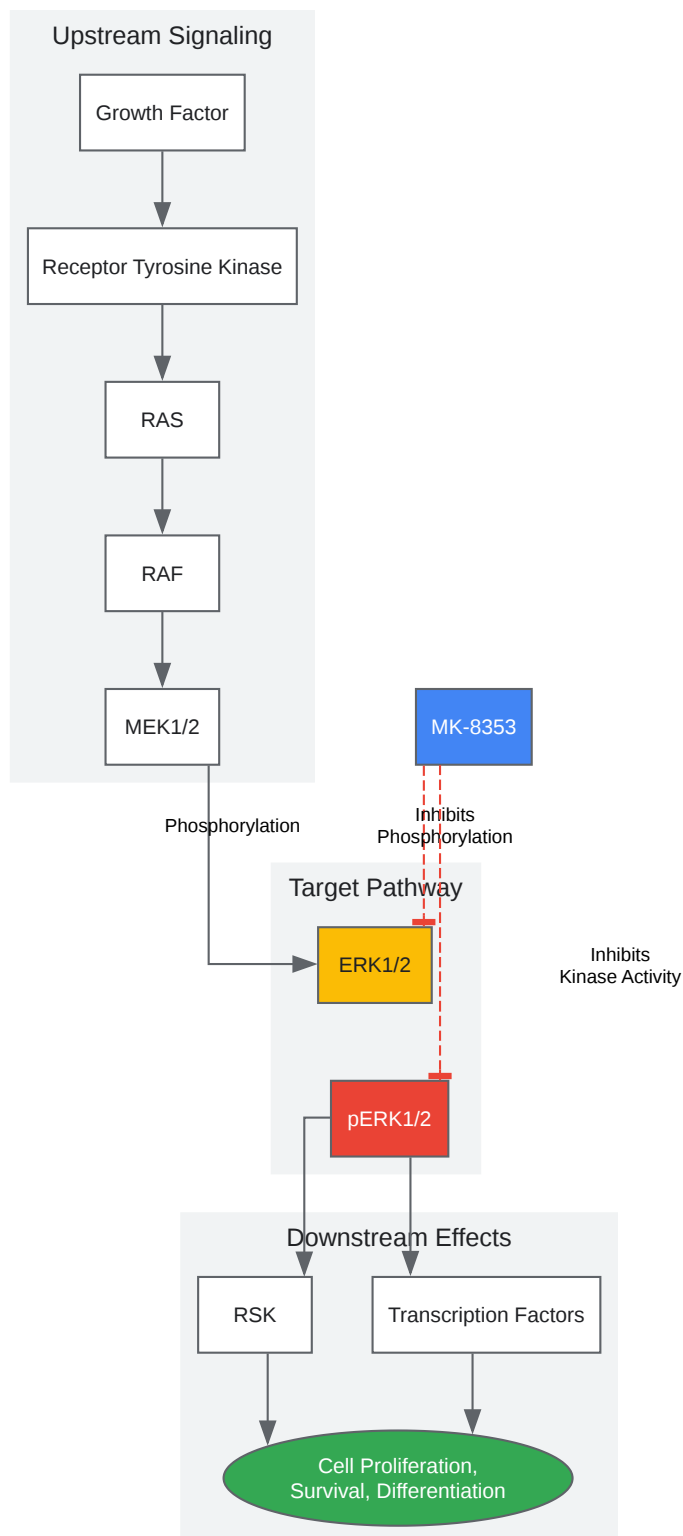 Upstream Signaling
Growth Factor
Receptor Tyrosine Kinase
RAS
RAF
MEK1/2
MK-8353
Phosphorylation
Inhibits
Phosphorylation
Target Pathway
ERK1/2
Inhibits
Kinase Activity
pERK1/2
Downstream Effects
RSK
Transcription Factors
Cell Proliferation,
Survival, Differentiation